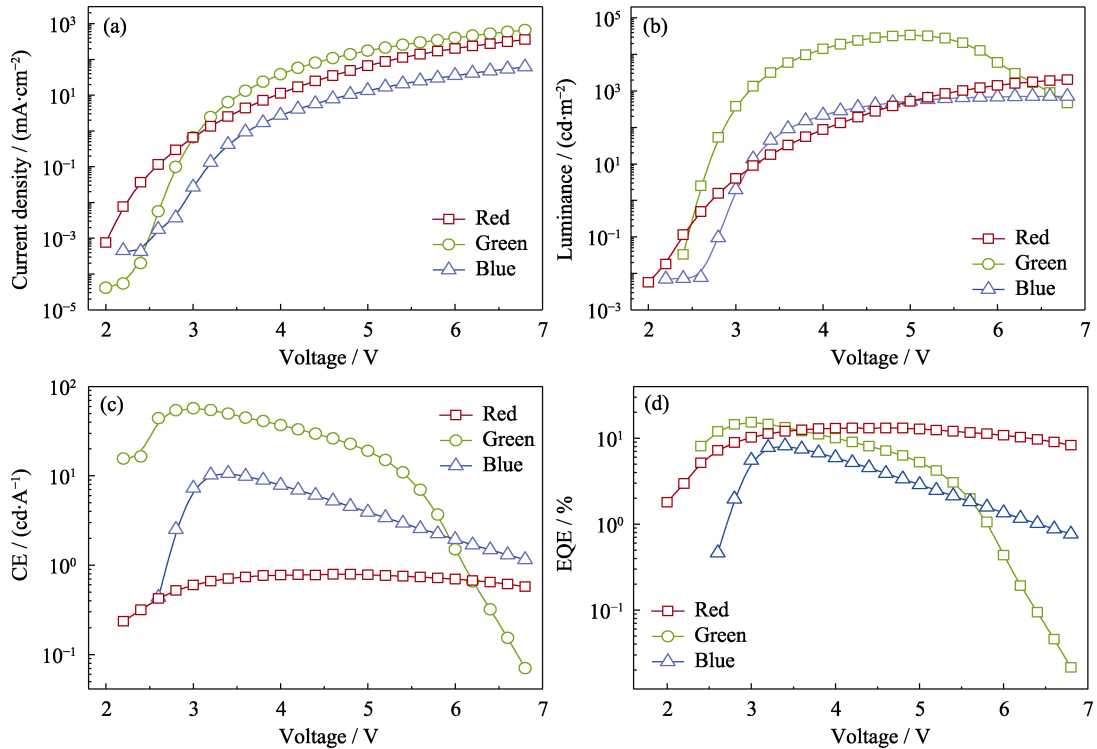 (a)
10³
10¹
10⁻¹
10⁻³
10⁻⁵
Current density / (mA·cm⁻²)
Red
Green
Blue
2 3 4 5 6 7
Voltage / V
(b)
10⁵
10³
10¹
10⁻¹
10⁻³
Luminance / (cd·m⁻²)
Red
Green
Blue
2 3 4 5 6 7
Voltage / V
(c)
10²
10¹
10⁰
10⁻¹
CE / (cd·A⁻¹)
Red
Green
Blue
2 3 4 5 6 7
Voltage / V
(d)
10¹
10⁰
10⁻¹
EQE / %
Red
Green
Blue
2 3 4 5 6 7
Voltage / V